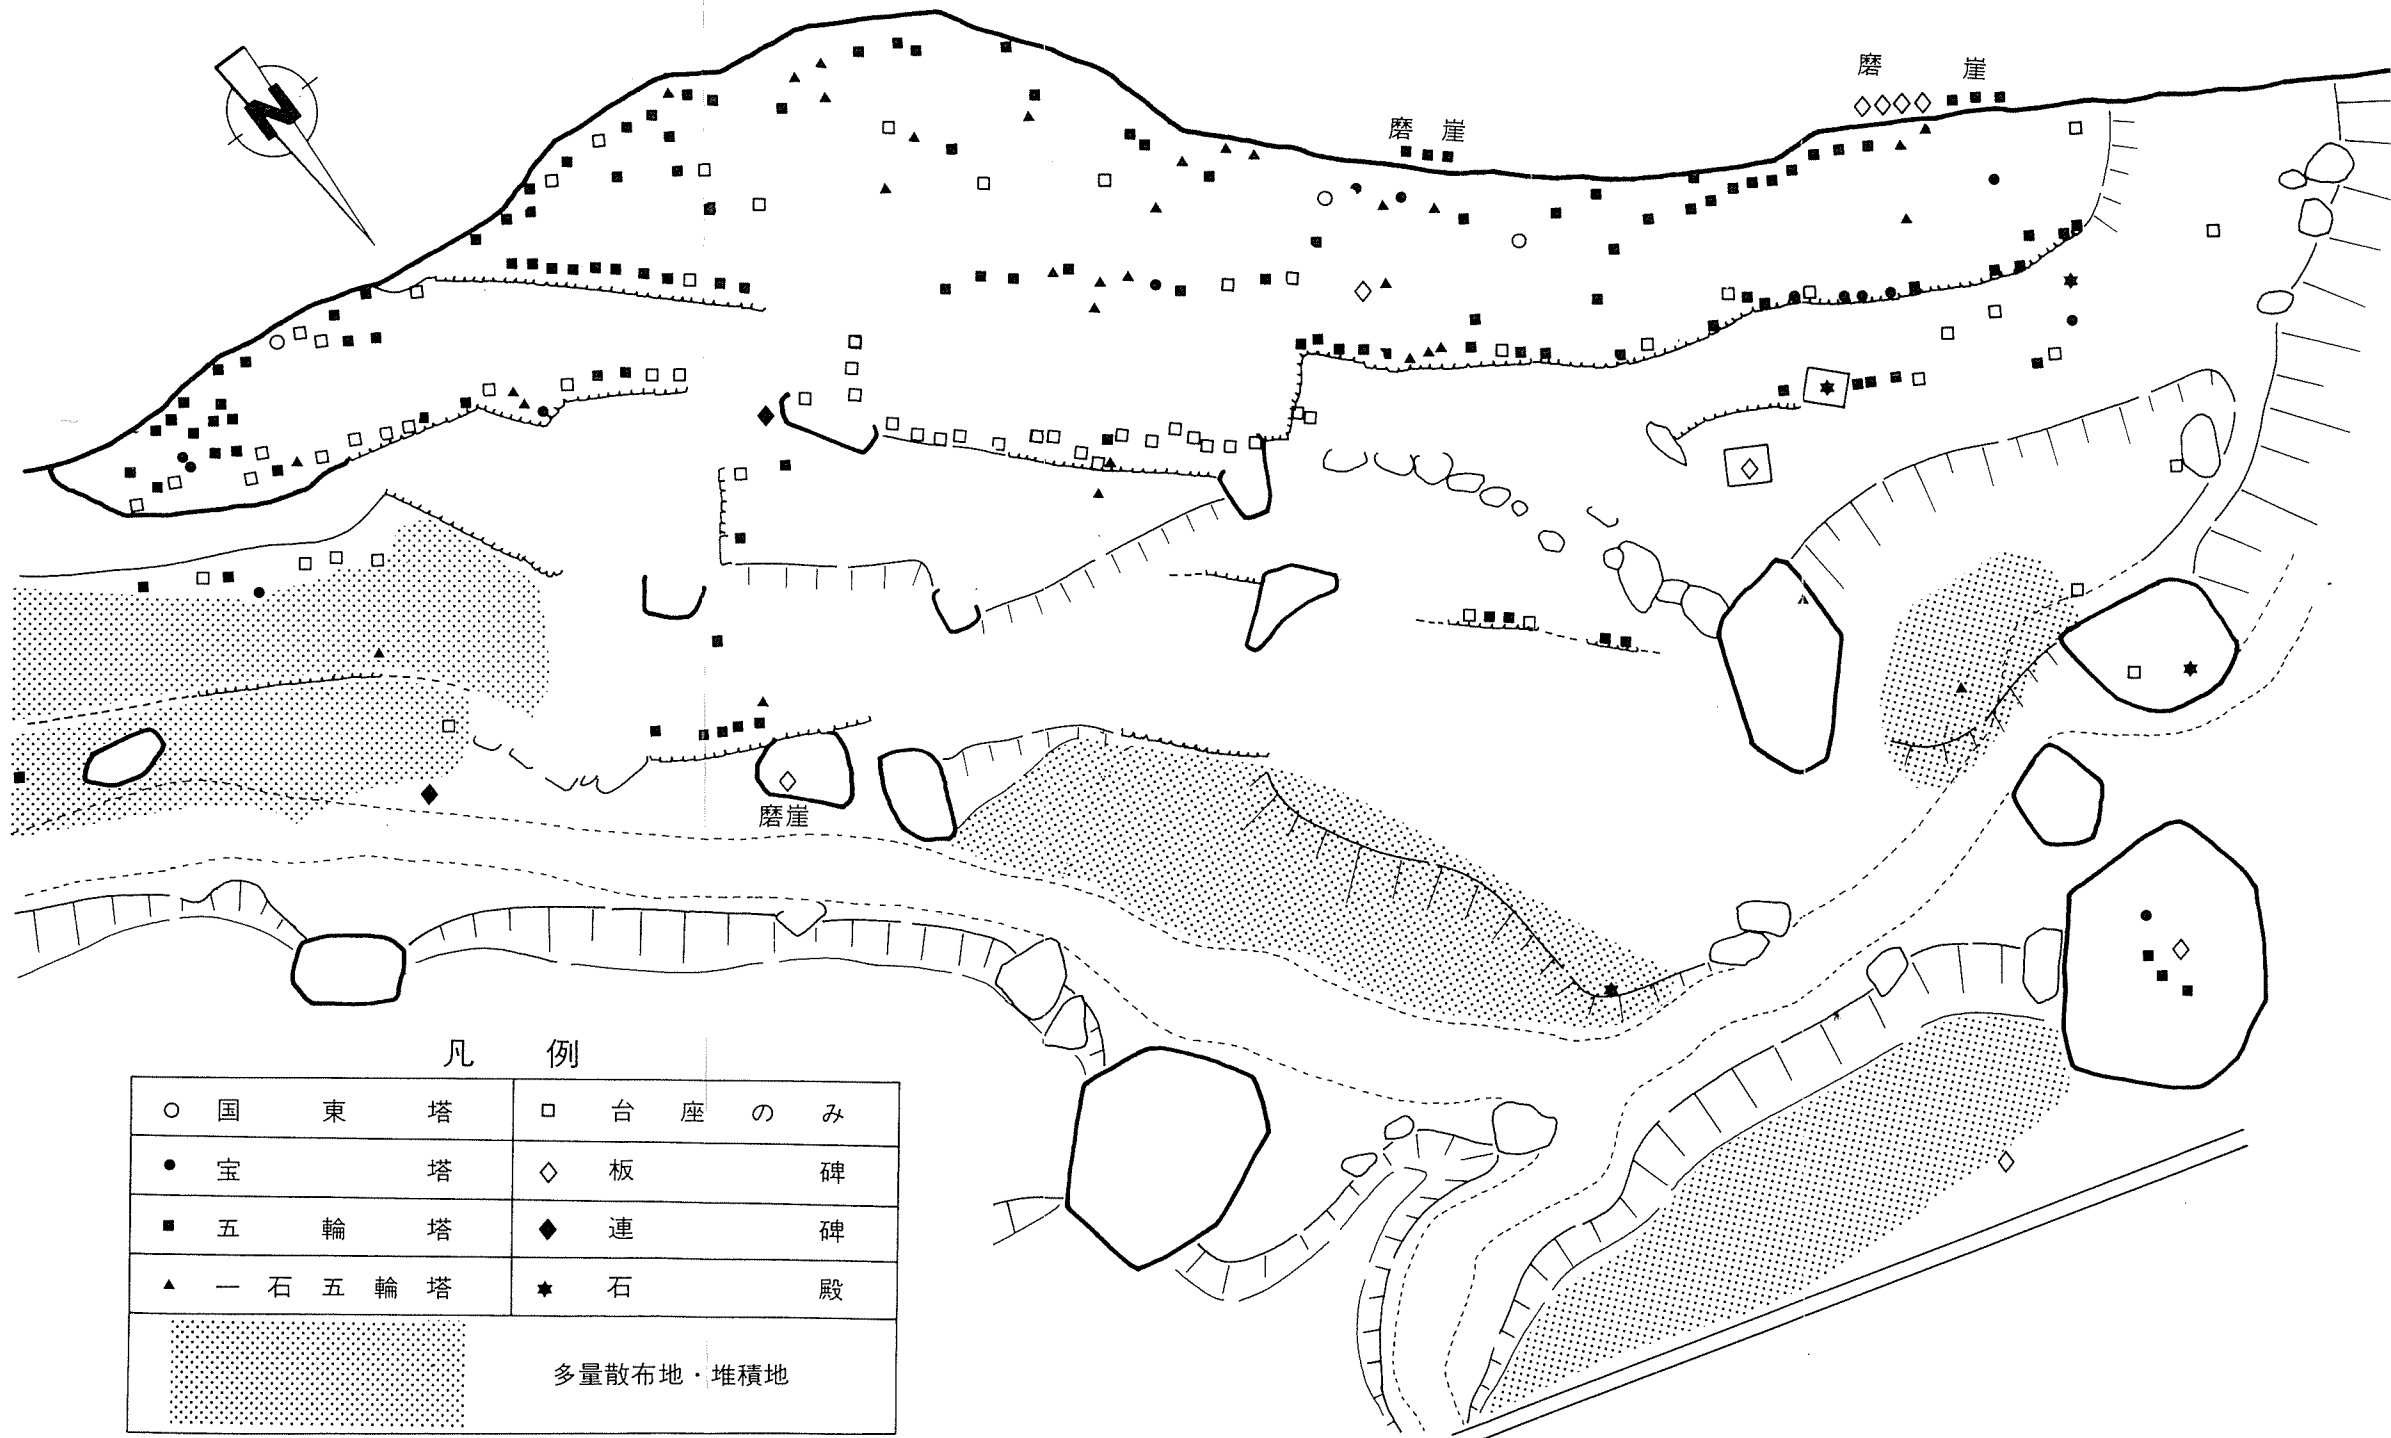 磨崖
磨崖
N
磨崖
凡例
国東塔
台座のみ
宝塔
板碑
五輪塔
連碑
一石五輪塔
石殿
多量散布地・堆積地